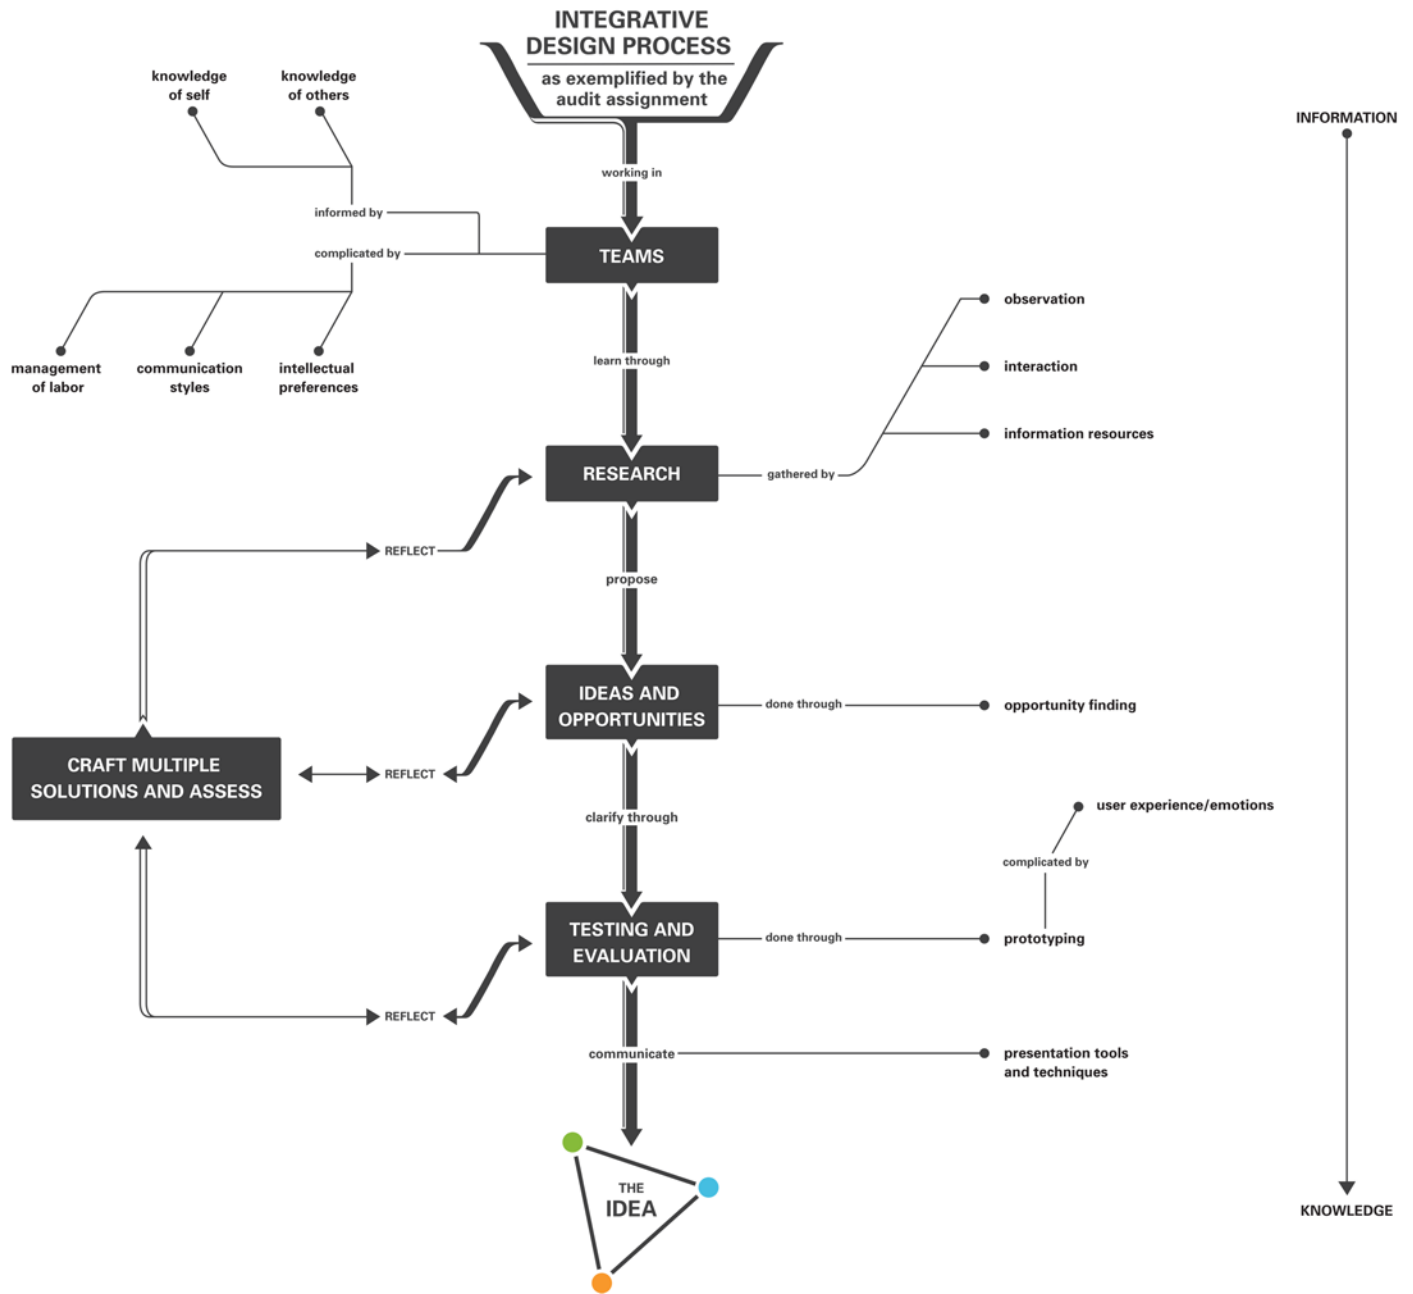 INTEGRATIVE
DESIGN PROCESS
as exemplified by the
audit assignment
knowledge
of self
knowledge
of others
INFORMATION
working in
informed by
complicated by
TEAMS
management
of labor
communication
styles
intellectual
preferences
learn through
observation
interaction
information resources
RESEARCH
gathered by
REFLECT
propose
IDEAS AND
OPPORTUNITIES
done through
opportunity finding
CRAFT MULTIPLE
SOLUTIONS AND ASSESS
REFLECT
clarify through
user experience/emotions
complicated by
TESTING AND
EVALUATION
done through
prototyping
REFLECT
communicate
presentation tools
and techniques
THE
IDEA
KNOWLEDGE